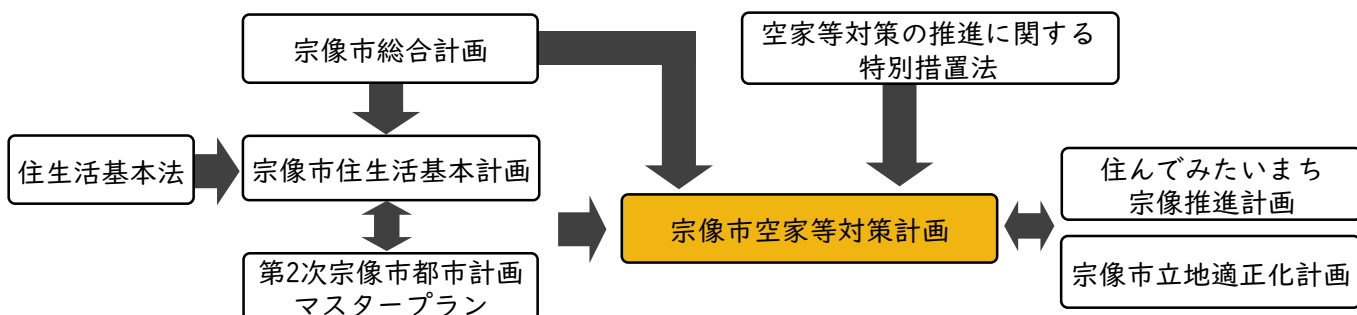 宗像市総合計画
空家等対策の推進に関する
特別措置法
住生活基本法
宗像市住生活基本計画
住んでみたいまち
宗像推進計画
宗像市空家等対策計画
第2次宗像市都市計画
マスタープラン
宗像市立地適正化計画